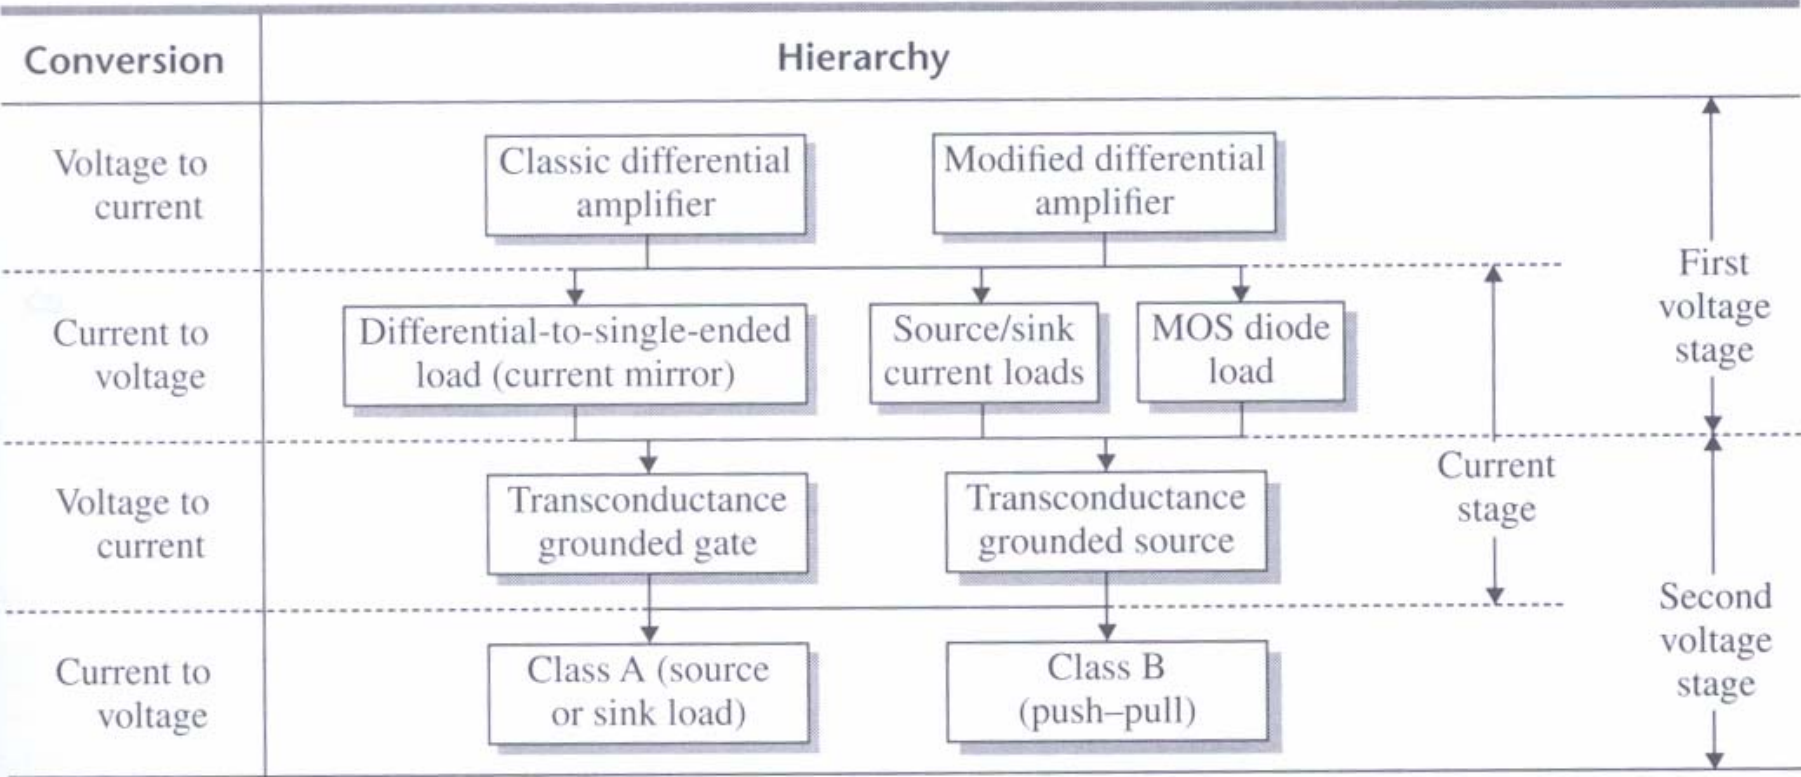 Conversion
Hierarchy
Voltage to
current
Classic differential
amplifier
Modified differential
amplifier
First
voltage
stage
Current to
voltage
Differential-to-single-ended
load (current mirror)
Source/sink
current loads
MOS diode
load
Current
stage
Voltage to
current
Transconductance
grounded gate
Transconductance
grounded source
Second
voltage
stage
Current to
voltage
Class A (source
or sink load)
Class B
(push–pull)